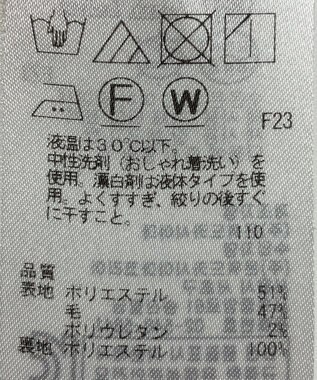 F W
F23
液温は30℃以下。
中性洗剤(おしゃれ着洗い)を
使用。漂白剤は液体タイプを使
用。よくすすぎ、絞りの後すぐ
に干すこと。
110
品質
表地 ポリエステル 51%
毛 47%
ポリウレタン 2%
裏地 ポリエステル 100%